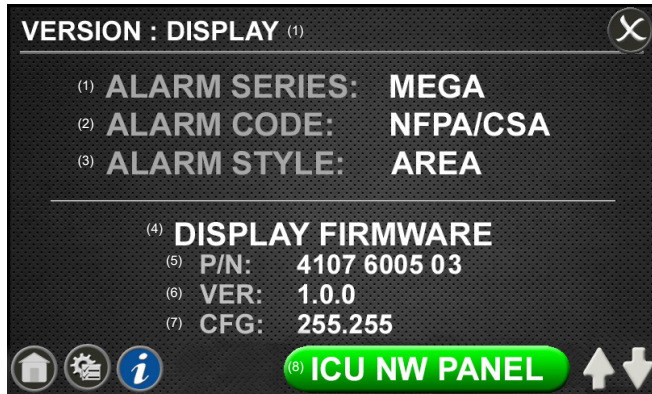 VERSION : DISPLAY (1)
(1) ALARM SERIES: MEGA
(2) ALARM CODE: NFPA/CSA
(3) ALARM STYLE: AREA
(4) DISPLAY FIRMWARE
(5) P/N: 4107 6005 03
(6) VER: 1.0.0
(7) CFG: 255.255
i
(8) ICU NW PANEL